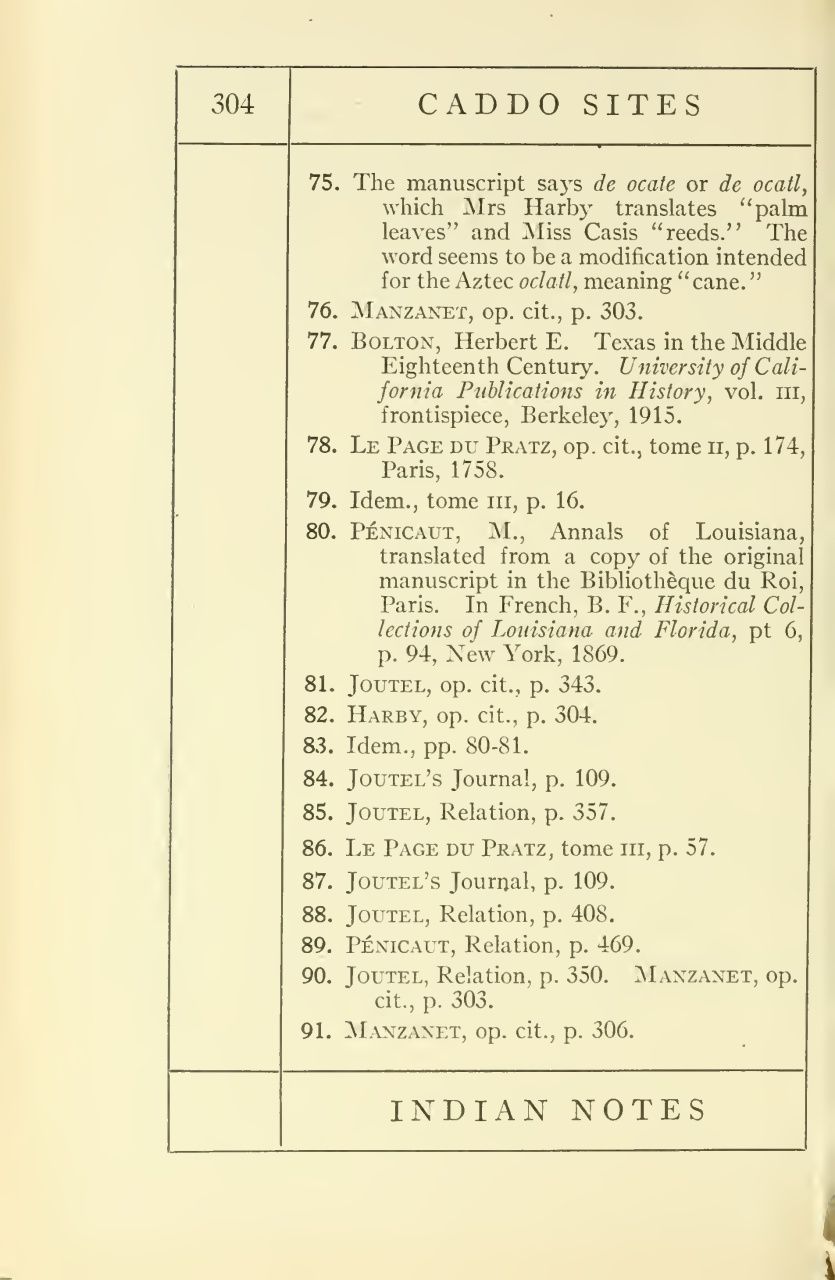 304
CADDO SITES
75. The manuscript says de ocate or de ocatl,
which Mrs Harby translates “palm
leaves” and Miss Casis “reeds.” The
word seems to be a modification intended
for the Aztec oclatl, meaning “cane.”
76. MANZANET, op. cit., p. 303.
77. BOLTON, Herbert E. Texas in the Middle
Eighteenth Century. University of Cali-
fornia Publications in History, vol. III,
frontispiece, Berkeley, 1915.
78. LE PAGE DU PRATZ, op. cit., tome II, p. 174,
Paris, 1758.
79. Idem., tome III, p. 16.
80. PÉNICAUT, M., Annals of Louisiana,
translated from a copy of the original
manuscript in the Bibliothèque du Roi,
Paris. In French, B. F., Historical Col-
lections of Louisiana and Florida, pt 6,
p. 94, New York, 1869.
81. JOUTEL, op. cit., p. 343.
82. HARBY, op. cit., p. 304.
83. Idem., pp. 80-81.
84. JOUTEL’S Journal, p. 109.
85. JOUTEL, Relation, p. 357.
86. LE PAGE DU PRATZ, tome III, p. 57.
87. JOUTEL’S Journal, p. 109.
88. JOUTEL, Relation, p. 408.
89. PÉNICAUT, Relation, p. 469.
90. JOUTEL, Relation, p. 350. MANZANET, op.
cit., p. 303.
91. MANZANET, op. cit., p. 306.
INDIAN NOTES